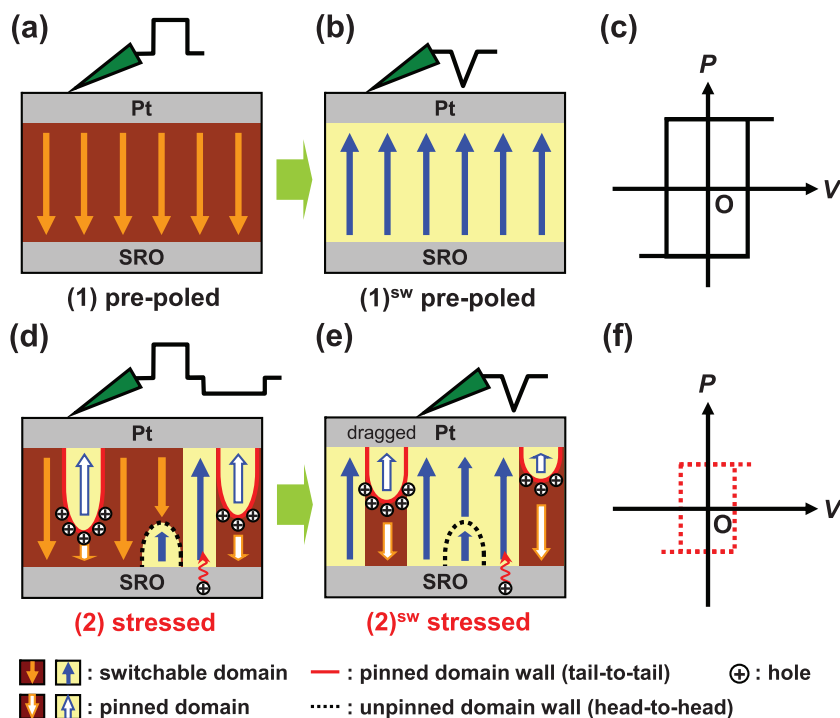 (a)
(b)
(c)
Pt
Pt
P
V
O
SRO
SRO
(1) pre-poled
(1)sw pre-poled
(d)
(e)
(f)
Pt
dragged Pt
P
V
O
SRO
SRO
(2) stressed
(2)sw stressed
: switchable domain
: pinned domain wall (tail-to-tail)
: hole
: pinned domain
: unpinned domain wall (head-to-head)